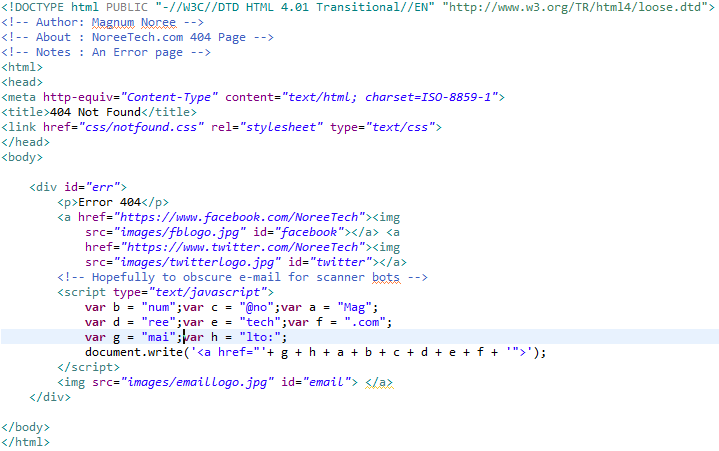 <!DOCTYPE html PUBLIC "-//W3C//DTD HTML 4.01 Transitional//EN" "http://www.w3.org/TR/html4/loose.dtd">
<!-- Author: Magnum Noree -->
<!-- About : NoreeTech.com 404 Page -->
<!-- Notes : An Error page -->
<html>
<head>
<meta http-equiv="Content-Type" content="text/html; charset=ISO-8859-1">
<title>404 Not Found</title>
<link href="css/notfound.css" rel="stylesheet" type="text/css">
</head>
<body>

    <div id="err">
        <p>Error 404</p>
        <a href="https://www.facebook.com/NoreeTech"><img
            src="images/fblogo.jpg" id="facebook"></a> <a
            href="https://www.twitter.com/NoreeTech"><img
            src="images/twitterlogo.jpg" id="twitter"></a>
        <!-- Hopefully to obscure e-mail for scanner bots -->
        <script type="text/javascript">
            var b = "num";var c = "@no";var a = "Mag";
            var d = "ree";var e = "tech";var f = ".com";
            var g = "mai";var h = "lto:";
            document.write('<a href="'+ g + h + a + b + c + d + e + f + '">');
        </script>
        <img src="images/emaillogo.jpg" id="email"> </a>
    </div>

</body>
</html>